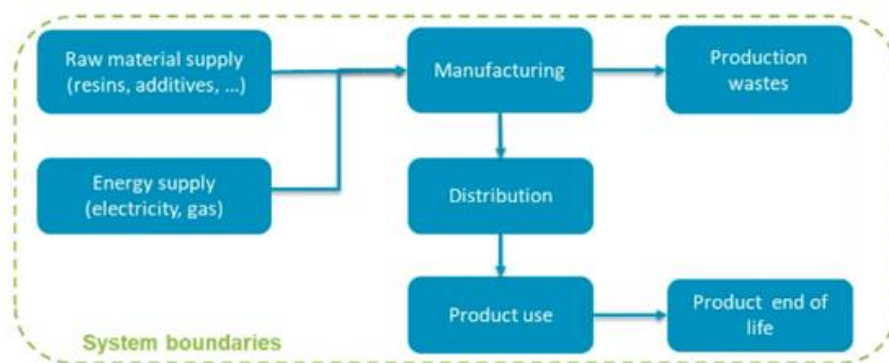 Raw material supply
(resins, additives, ...)
Manufacturing
Production
wastes
Energy supply
(electricity, gas)
Distribution
Product use
Product end of
life
System boundaries